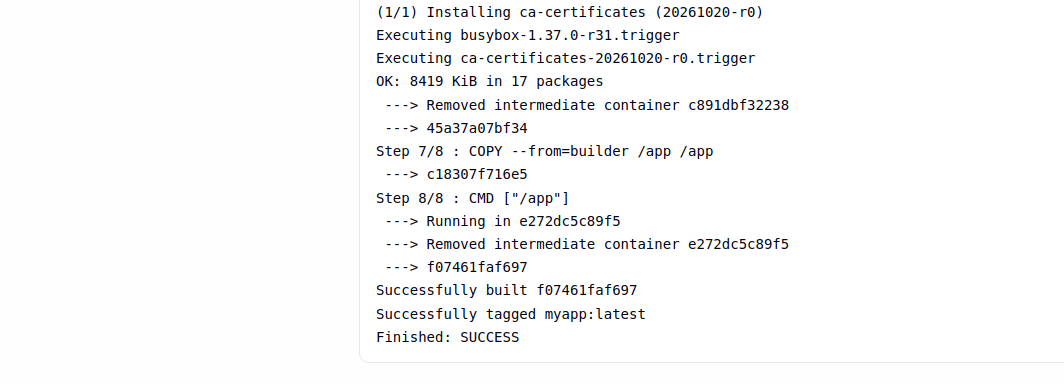 (1/1) Installing ca-certificates (20261020-r0)
Executing busybox-1.37.0-r31.trigger
Executing ca-certificates-20261020-r0.trigger
OK: 8419 KiB in 17 packages
 ---> Removed intermediate container c891dbf32238
 ---> 45a37a07bf34
Step 7/8 : COPY --from=builder /app /app
 ---> c18307f716e5
Step 8/8 : CMD ["/app"]
 ---> Running in e272dc5c89f5
 ---> Removed intermediate container e272dc5c89f5
 ---> f07461faf697
Successfully built f07461faf697
Successfully tagged myapp:latest
Finished: SUCCESS